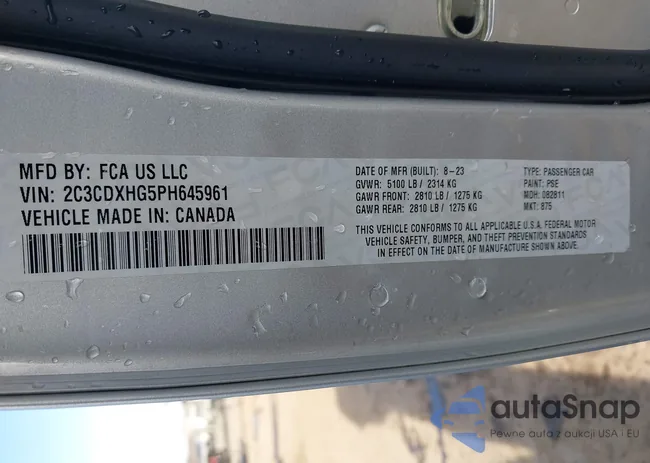 MFD BY: FCA US LLC
VIN: 2C3CDXHG5PH645961
VEHICLE MADE IN: CANADA
DATE OF MFR (BUILT): 8-23
GVWR: 5100 LB / 2314 KG
GAWR FRONT: 2810 LB / 1275 KG
GAWR REAR: 2810 LB / 1275 KG
TYPE: PASSENGER CAR
PAINT: PSE
MDH: 082811
MKT: 875
THIS VEHICLE CONFORMS TO ALL APPLICABLE U.S.A. FEDERAL MOTOR
VEHICLE SAFETY, BUMPER, AND THEFT PREVENTION STANDARDS
IN EFFECT ON THE DATE OF MANUFACTURE SHOWN ABOVE.
autoSnap
Pewne auto z aukcji USA i EU